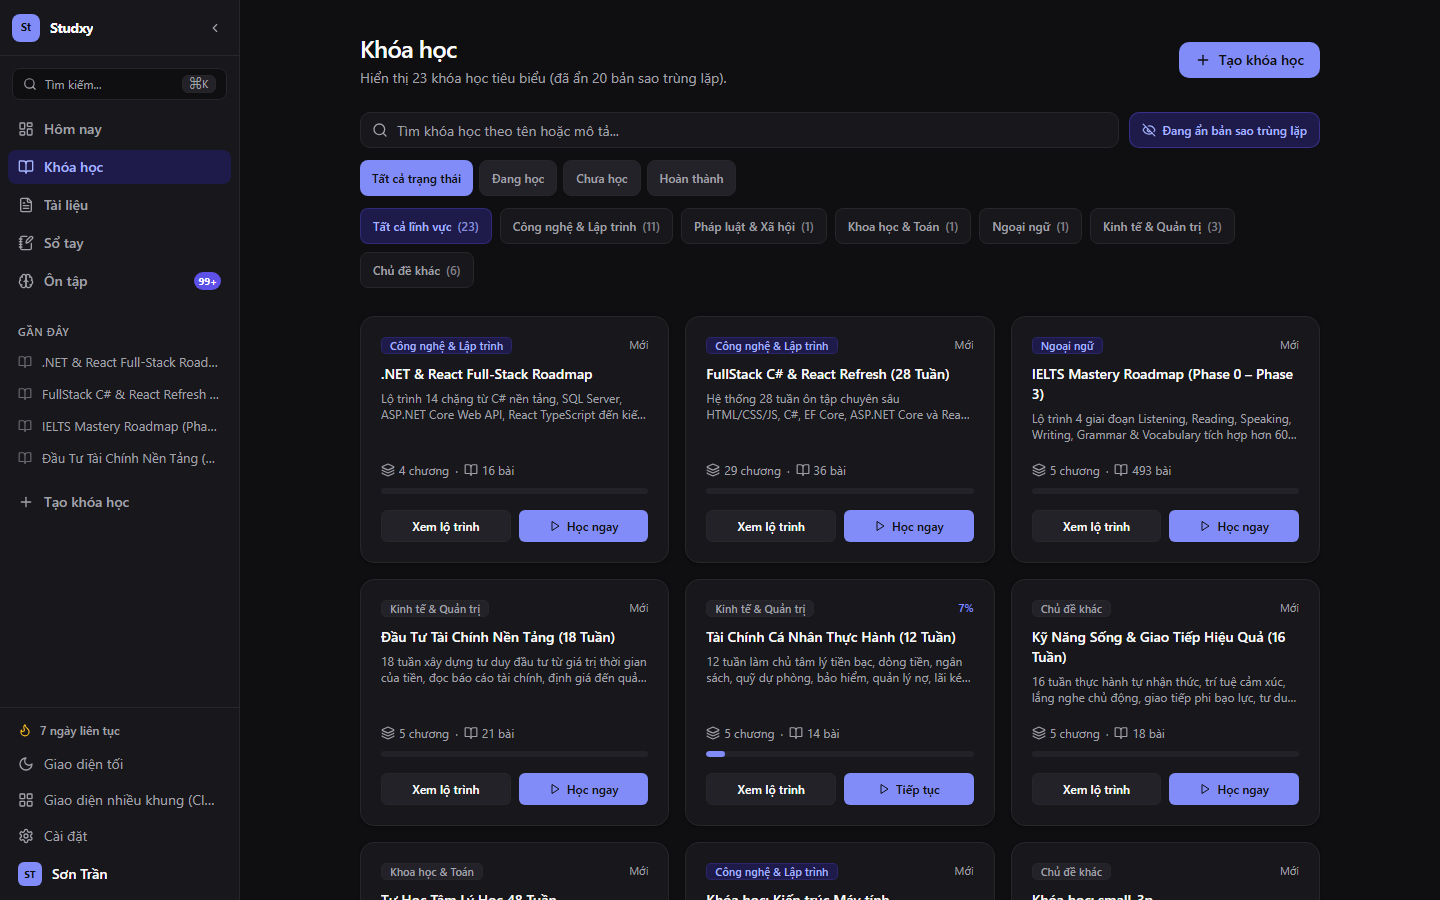 St Studxy
Tìm kiếm... ⌘K
Hôm nay
Khóa học
Tài liệu
Sổ tay
Ôn tập 99+
GẦN ĐÂY
.NET & React Full-Stack Road...
FullStack C# & React Refresh ...
IELTS Mastery Roadmap (Pha...
Đầu Tư Tài Chính Nền Tảng (...
Tạo khóa học
7 ngày liên tục
Giao diện tối
Giao diện nhiều khung (Cl...
Cài đặt
ST Sơn Trần
Khóa học
Hiển thị 23 khóa học tiêu biểu (đã ẩn 20 bản sao trùng lặp).
Tạo khóa học
Tìm khóa học theo tên hoặc mô tả...
Đang ẩn bản sao trùng lặp
Tất cả trạng thái Đang học Chưa học Hoàn thành
Tất cả lĩnh vực (23) Công nghệ & Lập trình (11) Pháp luật & Xã hội (1) Khoa học & Toán (1) Ngoại ngữ (1) Kinh tế & Quản trị (3)
Chủ đề khác (6)
Công nghệ & Lập trình Mới
.NET & React Full-Stack Roadmap
Lộ trình 14 chặng từ C# nền tảng, SQL Server,
ASP.NET Core Web API, React TypeScript đến kiế...
4 chương · 16 bài
Xem lộ trình Học ngay
Công nghệ & Lập trình Mới
FullStack C# & React Refresh (28 Tuần)
Hệ thống 28 tuần ôn tập chuyên sâu
HTML/CSS/JS, C#, EF Core, ASP.NET Core và Rea...
29 chương · 36 bài
Xem lộ trình Học ngay
Ngoại ngữ Mới
IELTS Mastery Roadmap (Phase 0 – Phase
3)
Lộ trình 4 giai đoạn Listening, Reading, Speaking,
Writing, Grammar & Vocabulary tích hợp hơn 60...
5 chương · 493 bài
Xem lộ trình Học ngay
Kinh tế & Quản trị Mới
Đầu Tư Tài Chính Nền Tảng (18 Tuần)
18 tuần xây dựng tư duy đầu tư từ giá trị thời gian
của tiền, đọc báo cáo tài chính, định giá đến quả...
5 chương · 21 bài
Xem lộ trình Học ngay
Kinh tế & Quản trị 7%
Tài Chính Cá Nhân Thực Hành (12 Tuần)
12 tuần làm chủ tâm lý tiền bạc, dòng tiền, ngân
sách, quỹ dự phòng, bảo hiểm, quản lý nợ, lãi ké...
5 chương · 14 bài
Xem lộ trình Tiếp tục
Chủ đề khác Mới
Kỹ Năng Sống & Giao Tiếp Hiệu Quả (16
Tuần)
16 tuần thực hành tự nhận thức, trí tuệ cảm xúc,
lắng nghe chủ động, giao tiếp phi bạo lực, tư du...
5 chương · 18 bài
Xem lộ trình Học ngay
Khoa học & Toán Mới
Tự Học Tâm Lý Học 48 Tuần
Công nghệ & Lập trình Mới
Khóa học: Kiến trúc Máy tính
Chủ đề khác Mới
Khóa học: small-3p